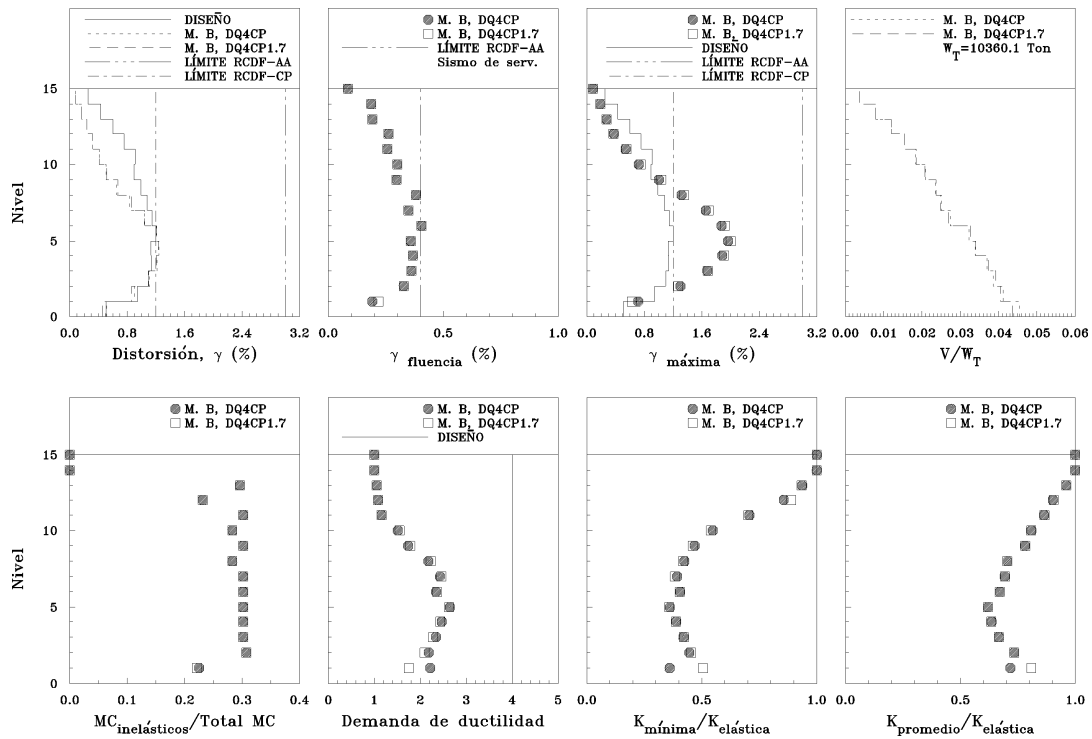 DISEÑO
M. B, DQ4CP
M. B, DQ4CP1.7
LÍMITE RCDF-AA
LÍMITE RCDF-CP
Nivel
15
10
5
0
0.0 0.8 1.6 2.4 3.2
Distorsión, γ (%)
M. B, DQ4CP
M. B, DQ4CP1.7
LÍMITE RCDF-AA
Sismo de serv.
0.0 0.2 0.4 0.6 0.8 1.0
γ fluencia (%)
M. B, DQ4CP
M. B, DQ4CP1.7
DISEÑO
LÍMITE RCDF-AA
LÍMITE RCDF-CP
0.0 0.8 1.6 2.4 3.2
γ máxima (%)
M. B, DQ4CP
M. B, DQ4CP1.7
W_T=10360.1 Ton
0.00 0.01 0.02 0.03 0.04 0.05 0.06
V/W_T
M. B, DQ4CP
M. B, DQ4CP1.7
Nivel
15
10
5
0
0.0 0.1 0.2 0.3 0.4
MC inelásticos/Total MC
M. B, DQ4CP
M. B, DQ4CP1.7
DISEÑO
0 1 2 3 4 5
Demanda de ductilidad
M. B, DQ4CP
M. B, DQ4CP1.7
0.0 0.5 1.0
K mínima/K elástica
M. B, DQ4CP
M. B, DQ4CP1.7
0.0 0.5 1.0
K promedio/K elástica